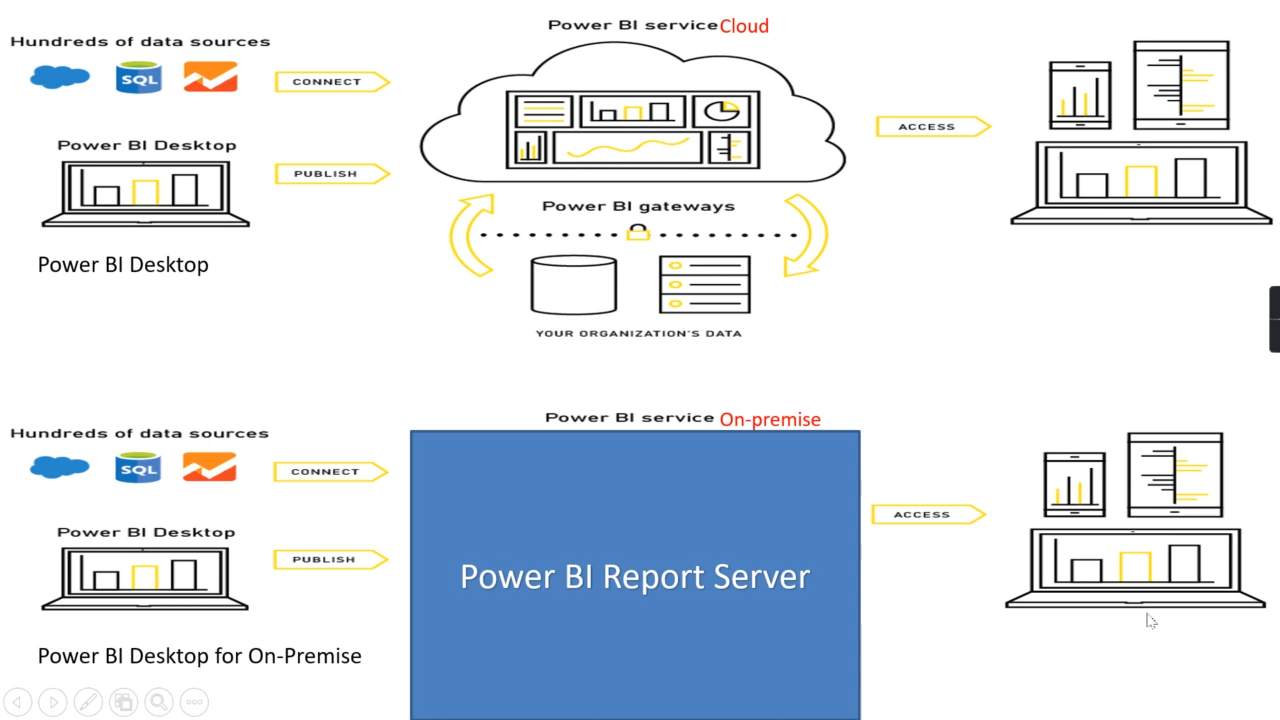 Power BI service Cloud
Hundreds of data sources
SQL
CONNECT
ACCESS
Power BI Desktop
PUBLISH
Power BI gateways
Power BI Desktop
YOUR ORGANIZATION'S DATA
Power BI service On-premise
Hundreds of data sources
SQL
CONNECT
ACCESS
Power BI Desktop
PUBLISH
Power BI Report Server
Power BI Desktop for On-Premise